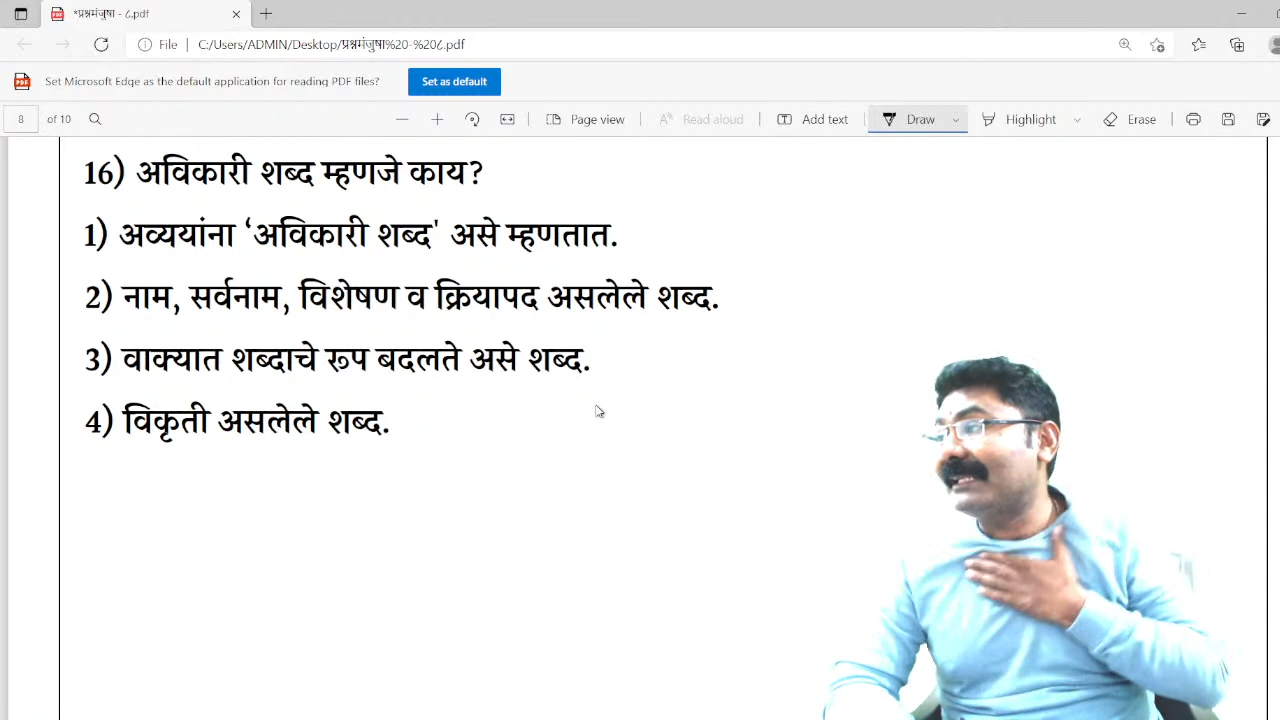 *प्रश्नमंजुषा - ८.pdf
File C:/Users/ADMIN/Desktop/प्रश्नमंजुषा%20-%20८.pdf
Set Microsoft Edge as the default application for reading PDF files? Set as default
8 of 10 Page view Read aloud Add text Draw Highlight Erase
16) अविकारी शब्द म्हणजे काय?
1) अव्ययांना ‘अविकारी शब्द' असे म्हणतात.
2) नाम, सर्वनाम, विशेषण व क्रियापद असलेले शब्द.
3) वाक्यात शब्दाचे रूप बदलते असे शब्द.
4) विकृती असलेले शब्द.